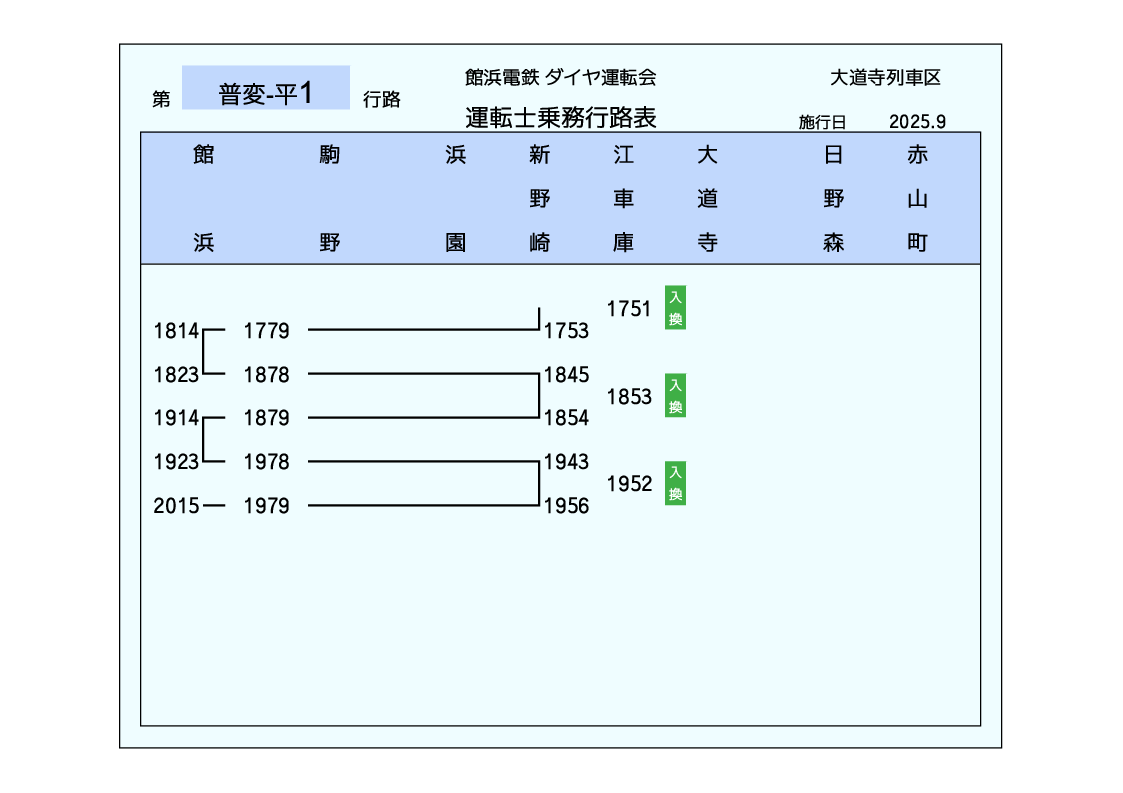 館浜電鉄 ダイヤ運転会
大道寺列車区
第 普変-平1 行路
運転士乗務行路表
施行日 2025.9
館浜 駒野 浜園 新野崎 江車庫 大道寺 日野森 赤山町
1751 入換
1814 1779 1753
1823 1878 1845
1853 入換
1914 1879 1854
1923 1978 1943
1952 入換
2015 1979 1956